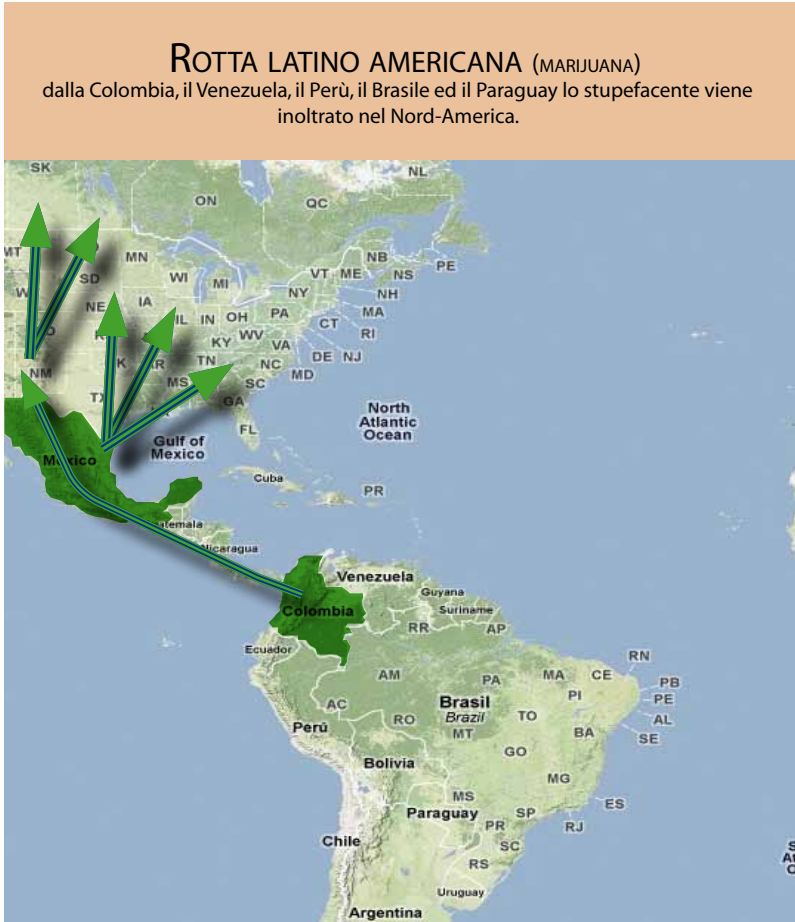 ROTTA LATINO AMERICANA (MARIJUANA)
dalla Colombia, il Venezuela, il Perù, il Brasile ed il Paraguay lo stupefacente viene
inoltrato nel Nord-America.
SK
NL
ON
QC
MT
MN
NB
PE
VT ME
NS
SD
WI
MI
NY
NH
NE
IA
PA
MA
IL IN OH
CT
RI
WV
KY
VA
DE NJ
TN
NC
MD
NM
MS
SC
GA
FL
North
Atlantic
Ocean
Gulf of
Mexico
México
Cuba
PR
Nicaragua
Venezuela
Guyana
Colombia
Suriname
RR
AP
Ecuador
RN
AM
PA
MA
CE
PB
PI
PE
AC
Brasil
Brazil
TO
AL
RO
Perú
MT
BA
SE
GO
Bolivia
MG
MS
ES
Paraguay
SP
PR
RJ
Chile
SC
RS
Uruguay
Argentina